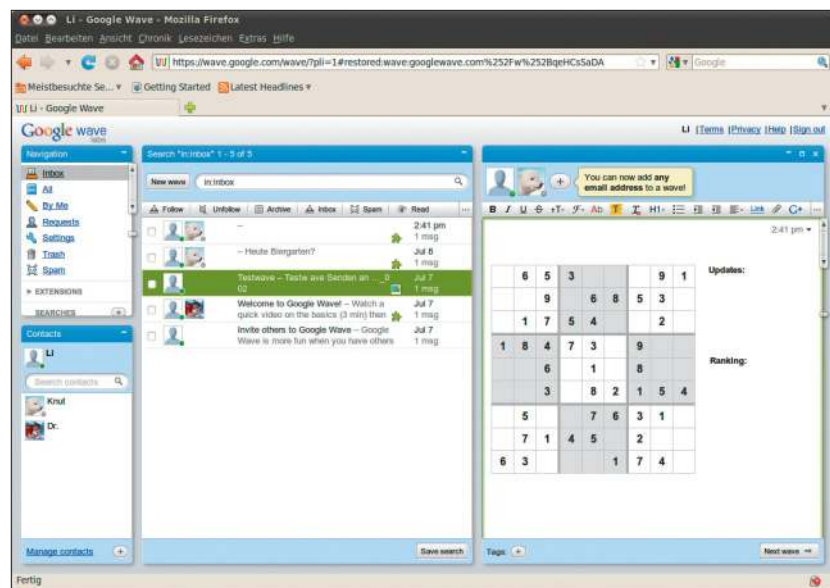 Li - Google Wave - Mozilla Firefox
Datei Bearbeiten Ansicht Chronik Lesezeichen Extras Hilfe
https://wave.google.com/wave/?pli=1#restored:wave:googlewave.com%252Fw%252BqeHCsSaDA
Google
Meistbesuchte Se... Getting Started Latest Headlines
Li - Google Wave
Google wave
labs
Li | Terms | Privacy | Help | Sign out
Navigation
Inbox
All
By Me
Requests
Settings
Trash
Spam
EXTENSIONS
SEARCHES
Contacts
Li
Search contacts
Knut
Dr.
Manage contacts
Search "in:inbox" 1 - 5 of 5
New wave in:inbox
Follow Unfollow Archive Inbox Spam Read ...
– 2:41 pm
1 msg
– Heute Biergarten? Jul 8
1 msg
Testwave – Teste ave Senden an ..._0 Jul 7
02 1 msg
Welcome to Google Wave! – Watch a Jul 7
quick video on the basics (3 min) then 1 msg
Invite others to Google Wave – Google Jul 7
Wave is more fun when you have others 1 msg
Save search
You can now add any
email address to a wave!
B I U S +T- F- Ab T Tx H1- Link C+ ...
2:41 pm
6 5 3 9 1
9 6 8 5 3
1 7 5 4 2
1 8 4 7 3 9
6 1 8
3 8 2 1 5 4
5 7 6 3 1
7 1 4 5 2
6 3 1 7 4
Updates:
Ranking:
Tags: Next wave
Fertig